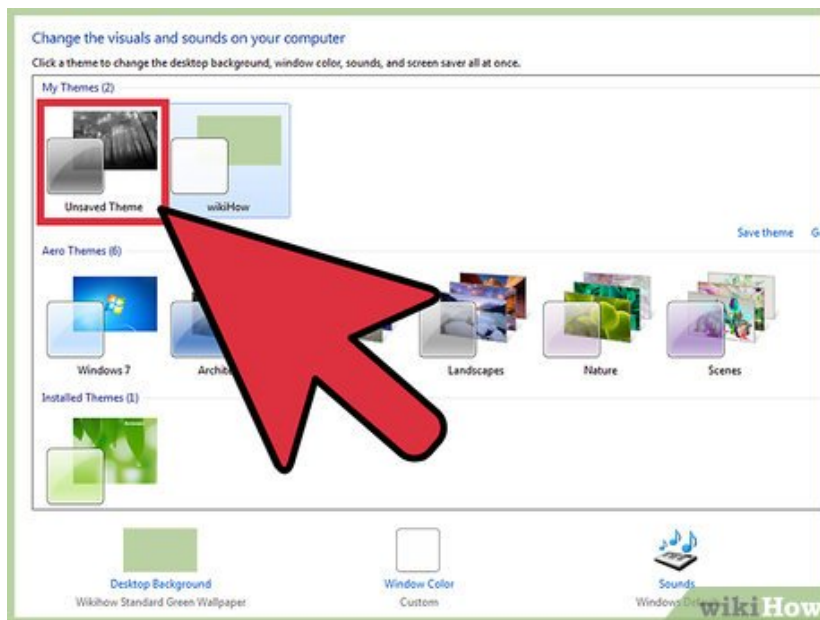 Change the visuals and sounds on your computer
Click a theme to change the desktop background, window color, sounds, and screen saver all at once.
My Themes (2)
Unsaved Theme wikiHow
Save theme
Aero Themes (6)
Windows 7 Landscapes Nature Scenes
Installed Themes (1)
Desktop Background Window Color Sounds
Wikihow Standard Green Wallpaper Custom Windows
wikiHow